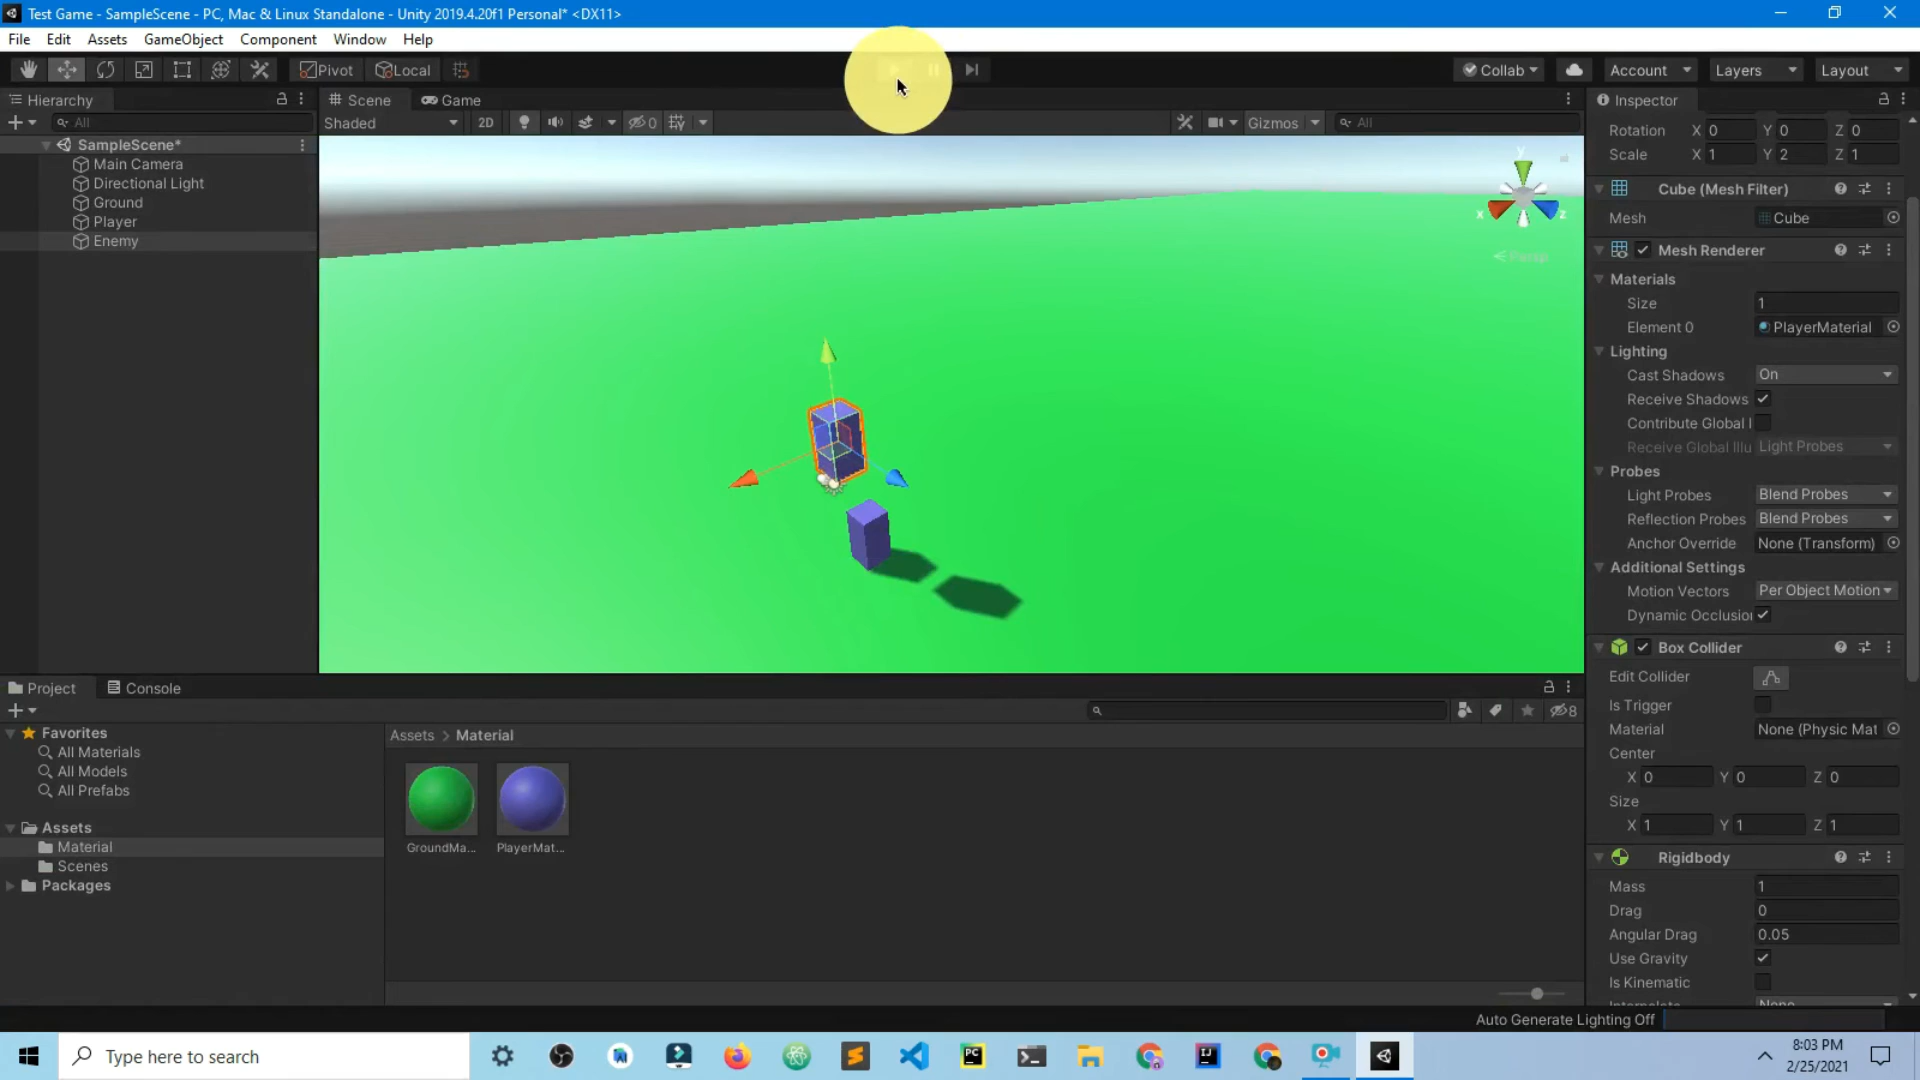 Test Game - SampleScene - PC, Mac & Linux Standalone - Unity 2019.4.20f1 Personal* <DX11>
File Edit Assets GameObject Component Window Help
Pivot Local Collab Account Layers Layout
Hierarchy
All
SampleScene*
Main Camera
Directional Light
Ground
Player
Enemy
Scene Game
Shaded 2D 0 Gizmos All
y
x z
Persp
Inspector
Rotation X 0 Y 0 Z 0
Scale X 1 Y 2 Z 1
Cube (Mesh Filter)
Mesh Cube
Mesh Renderer
Materials
Size 1
Element 0 PlayerMaterial
Lighting
Cast Shadows On
Receive Shadows
Contribute Global I
Receive Global Illu Light Probes
Probes
Light Probes Blend Probes
Reflection Probes Blend Probes
Anchor Override None (Transform)
Additional Settings
Motion Vectors Per Object Motion
Dynamic Occlusion
Box Collider
Edit Collider
Is Trigger
Material None (Physic Mat
Center
X 0 Y 0 Z 0
Size
X 1 Y 1 Z 1
Rigidbody
Mass 1
Drag 0
Angular Drag 0.05
Use Gravity
Is Kinematic
Interpolate None
Project Console
8
Favorites
All Materials
All Models
All Prefabs
Assets
Material
Scenes
Packages
Assets > Material
GroundMa... PlayerMat...
Auto Generate Lighting Off
Type here to search
PC
IJ
8:03 PM
2/25/2021